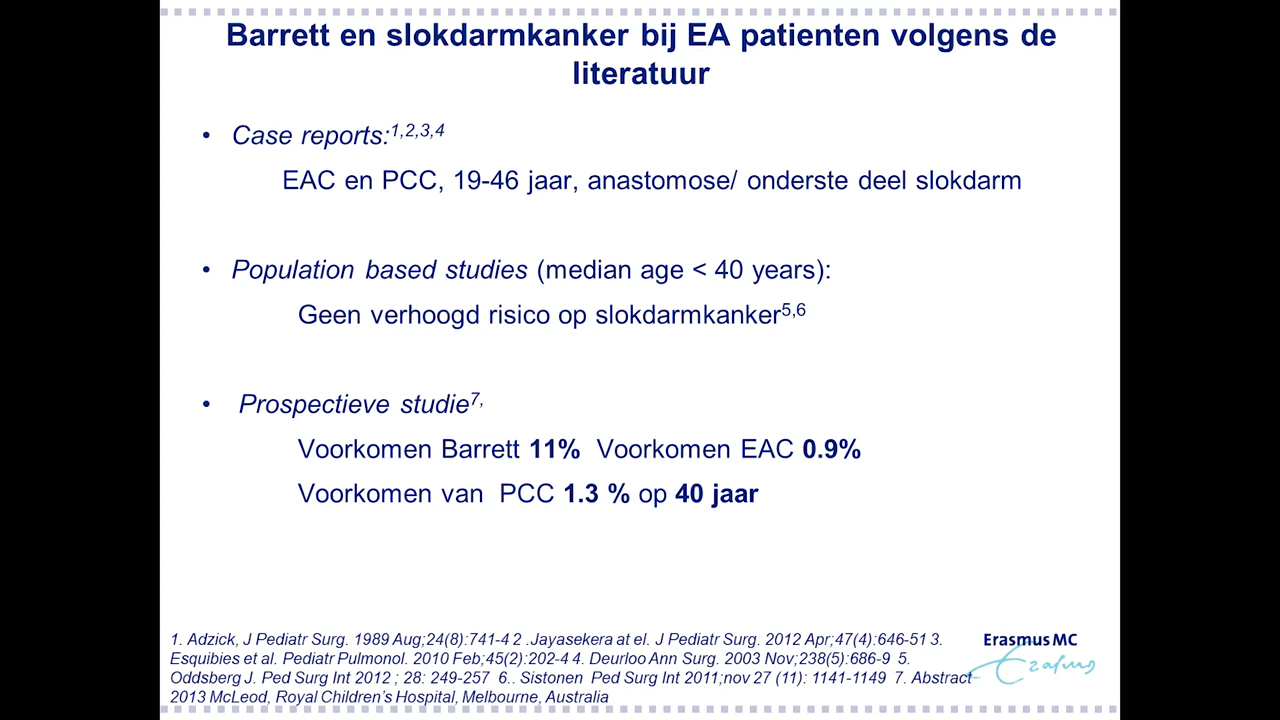 Barrett en slokdarmkanker bij EA patienten volgens de
literatuur
• Case reports:1,2,3,4
EAC en PCC, 19-46 jaar, anastomose/ onderste deel slokdarm
• Population based studies (median age < 40 years):
Geen verhoogd risico op slokdarmkanker5,6
• Prospectieve studie7,
Voorkomen Barrett 11% Voorkomen EAC 0.9%
Voorkomen van PCC 1.3 % op 40 jaar
1. Adzick, J Pediatr Surg. 1989 Aug;24(8):741-4 2 .Jayasekera at el. J Pediatr Surg. 2012 Apr;47(4):646-51 3.
Esquibies et al. Pediatr Pulmonol. 2010 Feb;45(2):202-4 4. Deurloo Ann Surg. 2003 Nov;238(5):686-9 5.
Oddsberg J. Ped Surg Int 2012 ; 28: 249-257 6.. Sistonen Ped Surg Int 2011;nov 27 (11): 1141-1149 7. Abstract
2013 McLeod, Royal Children's Hospital, Melbourne, Australia
Erasmus MC
Erasmus